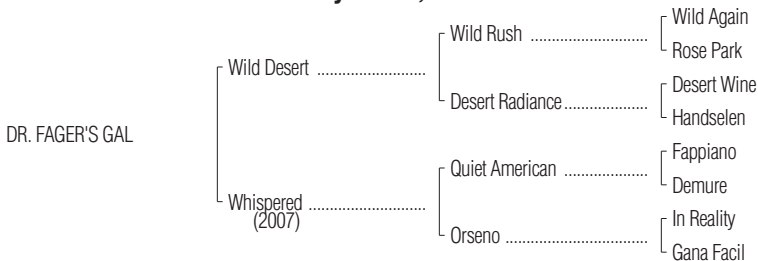 Wild Again
Wild Rush ..............................
Rose Park
Wild Desert ...........................
Desert Wine
Desert Radiance.....................
Handselen
DR. FAGER'S GAL
Fappiano
Quiet American .....................
Demure
Whispered ..............................
(2007)
In Reality
Orseno ....................................
Gana Facil